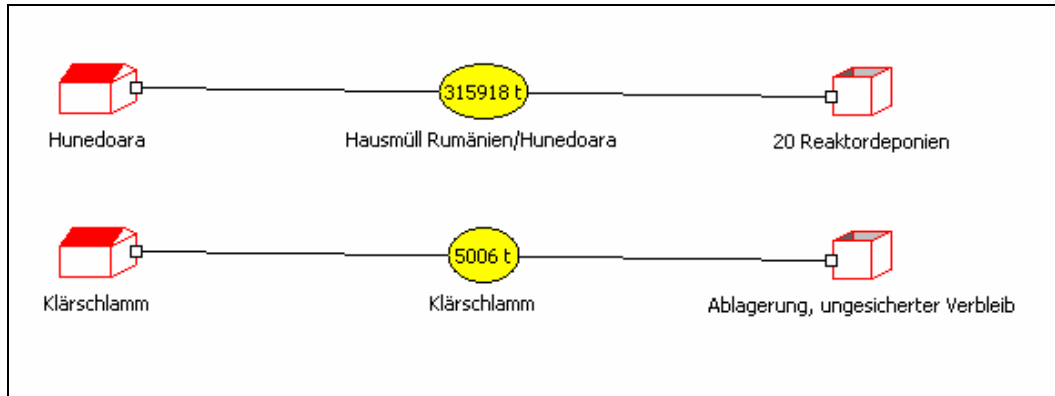 315918 t
Hunedoara
Hausmüll Rumänien/Hunedoara
20 Reaktordeponien
5006 t
Klärschlamm
Klärschlamm
Ablagerung, ungesicherter Verbleib